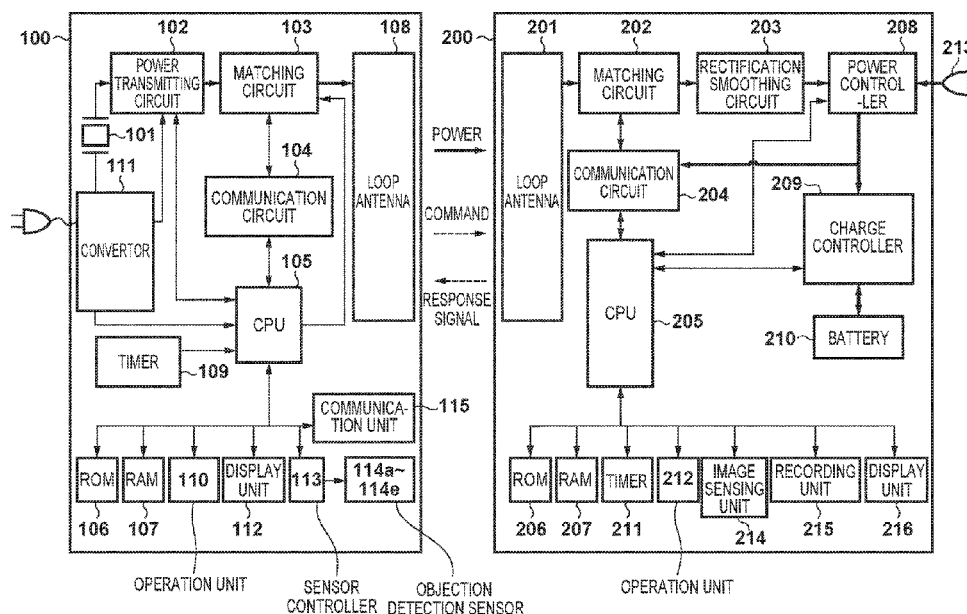 100
102
103
108
POWER
TRANSMITTING
CIRCUIT
MATCHING
CIRCUIT
101
111
104
COMMUNICATION
CIRCUIT
LOOP
ANTENNA
CONVERTOR
105
CPU
TIMER
109
COMMUNICA-
TION UNIT
115
ROM
RAM
110
DISPLAY
UNIT
113
114a~
114e
106
107
112
OPERATION UNIT
SENSOR
CONTROLLER
OBJECTION
DETECTION SENSOR
POWER
COMMAND
RESPONSE
SIGNAL
200
201
202
203
208
213
LOOP
ANTENNA
MATCHING
CIRCUIT
RECTIFICATION
SMOOTHING
CIRCUIT
POWER
CONTROL
-LER
COMMUNICATION
CIRCUIT
204
209
CHARGE
CONTROLLER
CPU
205
210
BATTERY
ROM
RAM
TIMER
212
IMAGE
SENSING
UNIT
RECORDING
UNIT
DISPLAY
UNIT
206
207
211
214
215
216
OPERATION UNIT